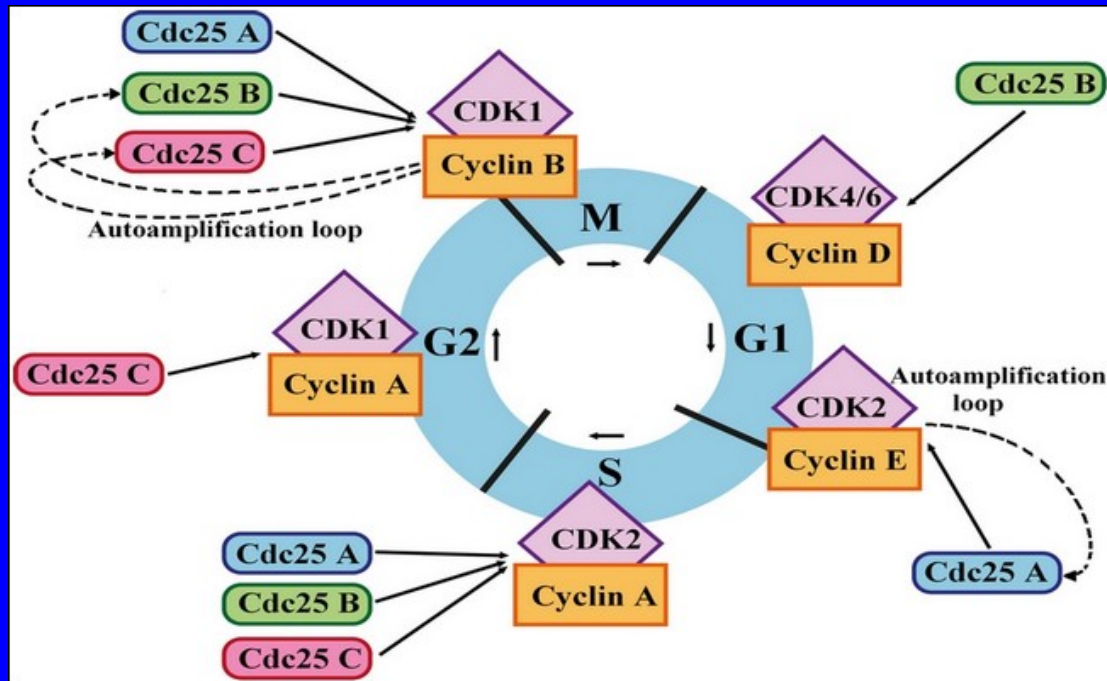 Cdc25 A
Cdc25 B
Cdc25 C
Autoamplification loop
CDK1
Cyclin B
Cdc25 B
CDK4/6
Cyclin D
M
G1
G2
S
CDK1
Cyclin A
Cdc25 C
CDK2
Cyclin E
Autoamplification
loop
Cdc25 A
CDK2
Cyclin A
Cdc25 A
Cdc25 B
Cdc25 C